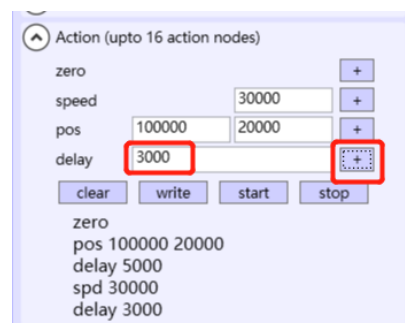 Action (upto 16 action nodes)
zero +
speed 30000 +
pos 100000 20000 +
delay 3000 +
clear write start stop
zero
pos 100000 20000
delay 5000
spd 30000
delay 3000